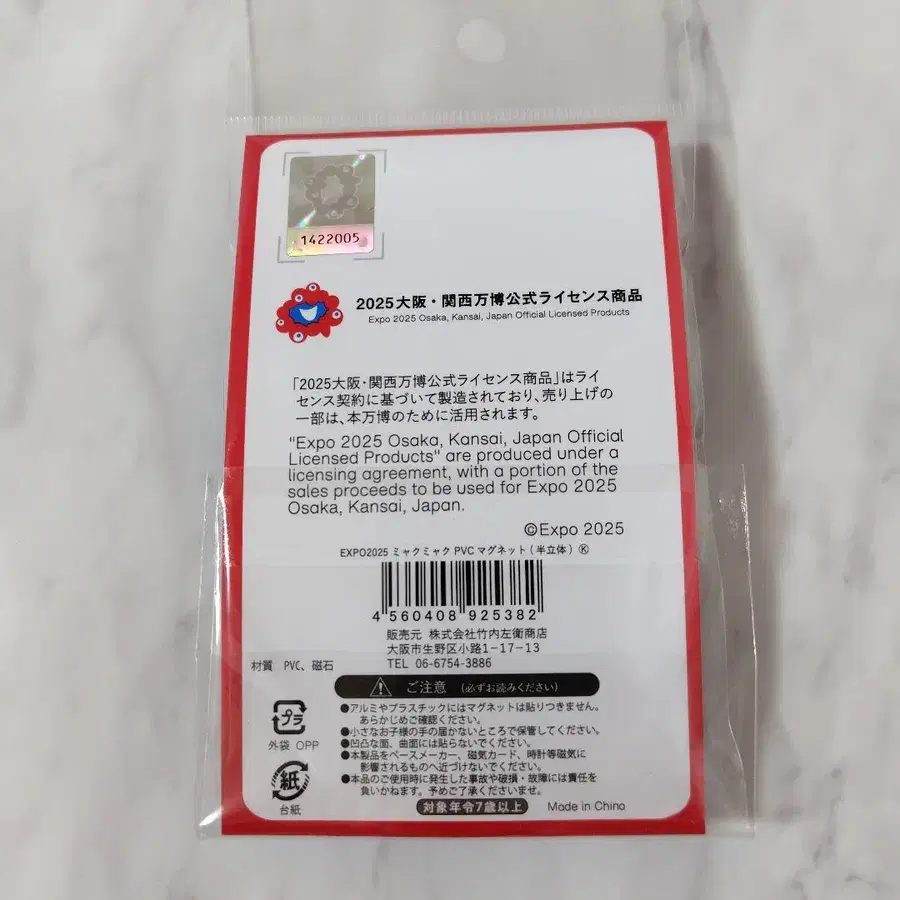 1422005
2025大阪・関西万博公式ライセンス商品
Expo 2025 Osaka, Kansai, Japan Official Licensed Products
「2025大阪・関西万博公式ライセンス商品」はライ
センス契約に基づいて製造されており、売り上げの
一部は、本万博のために活用されます。
"Expo 2025 Osaka, Kansai, Japan Official
Licensed Products" are produced under a
licensing agreement, with a portion of the
sales proceeds to be used for Expo 2025
Osaka, Kansai, Japan.
©Expo 2025
EXPO2025 ミャクミャク PVC マグネット(半立体) Ⓚ
4 560408 925382
販売元 株式会社竹内左衛商店
大阪市生野区小路1-17-13
TEL 06-6754-3886
材質 PVC、磁石
⚠ ご注意 (必ずお読みください)
●アルミやプラスチックにはマグネットは貼りつきません。
あらかじめご確認ください。
●小さなお子様の手の届かないところで保管してください。
●凹凸な面、曲面には貼らないでください。
●本製品をペースメーカー、磁気カード、時計等磁気に
影響されるものへ近づけないでください。
●本品のご使用時に発生した事故や破損・故障には責任を
負いかねます。予めご了承くださいませ。
プラ
外袋 OPP
紙
台紙
対象年令7歳以上
Made in China